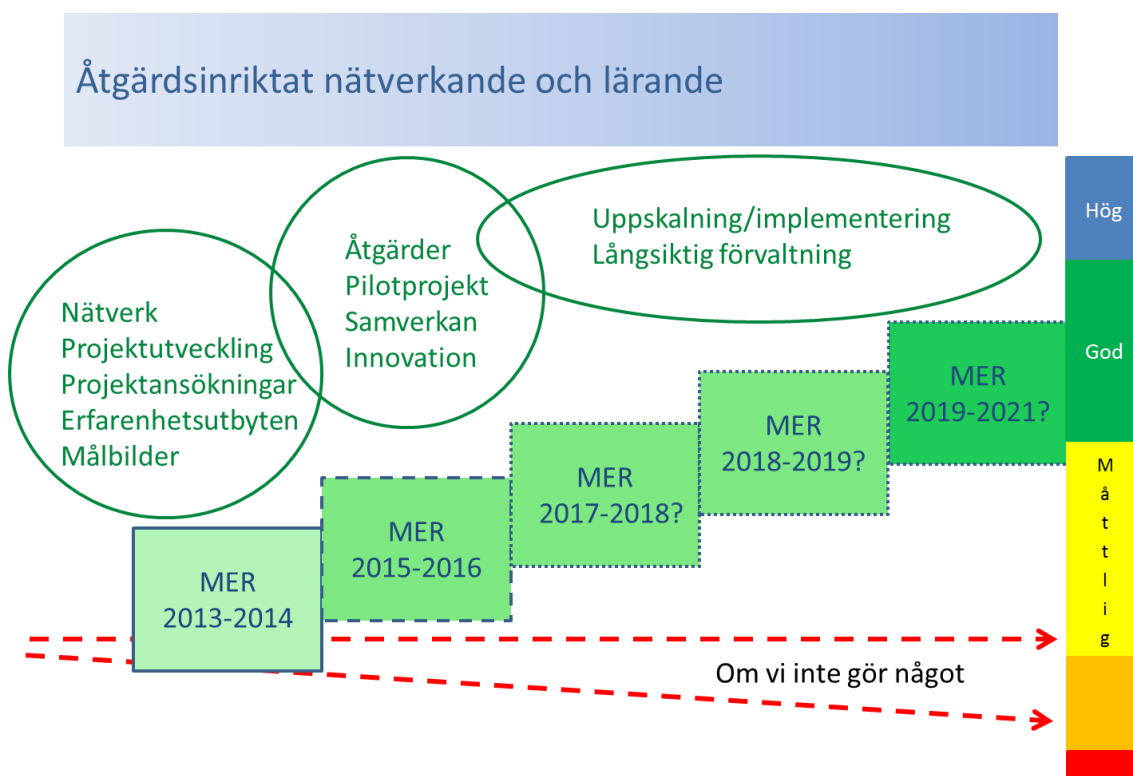 Åtgärdsinriktat nätverkande och lärande
Nätverk
Projektutveckling
Projektansökningar
Erfarenhetsutbyten
Målbilder
Åtgärder
Pilotprojekt
Samverkan
Innovation
Uppskalning/implementering
Långsiktig förvaltning
MER
2013-2014
MER
2015-2016
MER
2017-2018?
MER
2018-2019?
MER
2019-2021?
Om vi inte gör något
Hög
God
Måttlig